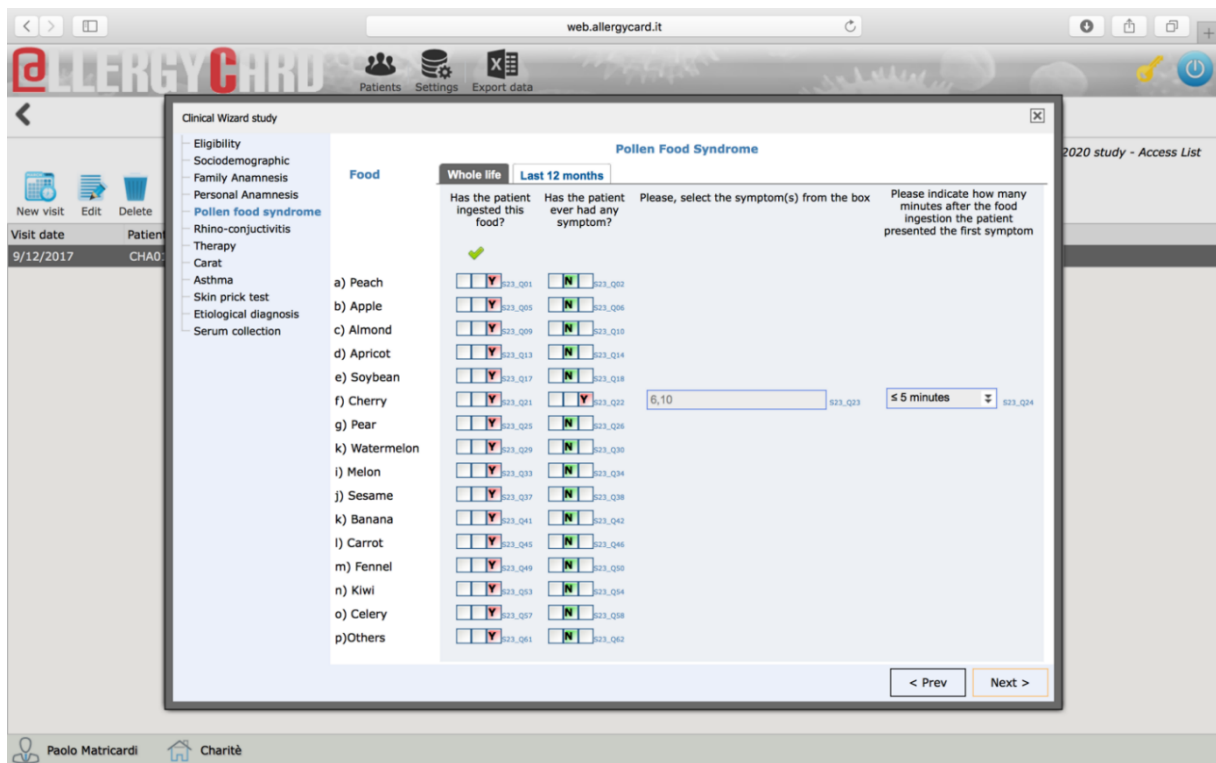 web.allergycard.it
@LLERGYCARD
Patients Settings Export data
2020 study - Access List
New visit Edit Delete
Visit date Patient
9/12/2017 CHA01
Clinical Wizard study
Eligibility
Sociodemographic
Family Anamnesis
Personal Anamnesis
Pollen food syndrome
Rhino-conjuctivitis
Therapy
Carat
Asthma
Skin prick test
Etiological diagnosis
Serum collection
Pollen Food Syndrome
Food Whole life Last 12 months
Has the patient ingested this food?
Has the patient ever had any symptom?
Please, select the symptom(s) from the box
Please indicate how many minutes after the food ingestion the patient presented the first symptom
a) Peach Y S23_Q01 N S23_Q02
b) Apple Y S23_Q05 N S23_Q06
c) Almond Y S23_Q09 N S23_Q10
d) Apricot Y S23_Q13 N S23_Q14
e) Soybean Y S23_Q17 N S23_Q18
f) Cherry Y S23_Q21 Y S23_Q22 6,10 S23_Q23 ≤ 5 minutes S23_Q24
g) Pear Y S23_Q25 N S23_Q26
k) Watermelon Y S23_Q29 N S23_Q30
i) Melon Y S23_Q33 N S23_Q34
j) Sesame Y S23_Q37 N S23_Q38
k) Banana Y S23_Q41 N S23_Q42
l) Carrot Y S23_Q45 N S23_Q46
m) Fennel Y S23_Q49 N S23_Q50
n) Kiwi Y S23_Q53 N S23_Q54
o) Celery Y S23_Q57 N S23_Q58
p)Others Y S23_Q61 N S23_Q62
< Prev Next >
Paolo Matricardi Charitè